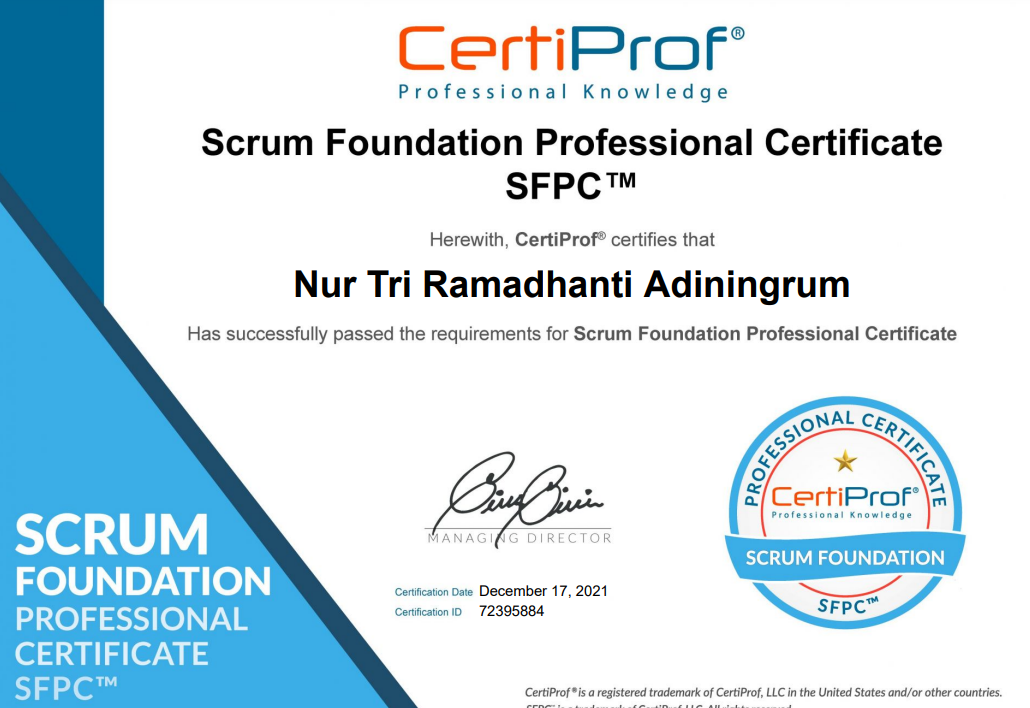 CertiProf®
Professional Knowledge
Scrum Foundation Professional Certificate
SFPC™
Herewith, CertiProf® certifies that
Nur Tri Ramadhanti Adiningrum
Has successfully passed the requirements for Scrum Foundation Professional Certificate
MANAGING DIRECTOR
Certification Date December 17, 2021
Certification ID 72395884
PROFESSIONAL CERTIFICATE
CertiProf®
Professional Knowledge
SCRUM FOUNDATION
SFPC™
SCRUM
FOUNDATION
PROFESSIONAL
CERTIFICATE
SFPC™
CertiProf® is a registered trademark of CertiProf, LLC in the United States and/or other countries.